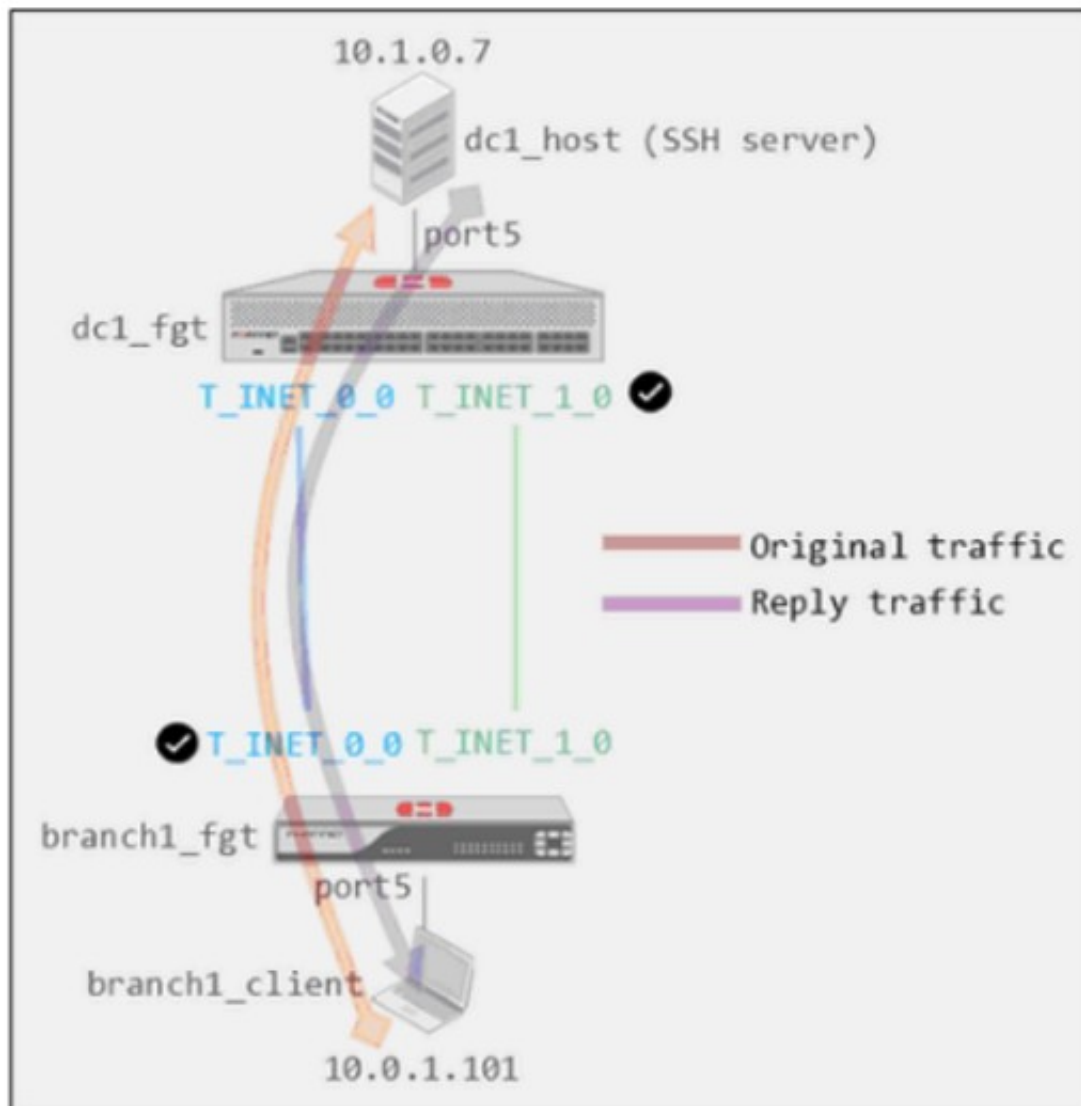 10.1.0.7
dc1_host (SSH server)
port5
dc1_fgt
T_INET_0_0 T_INET_1_0
Original traffic
Reply traffic
T_INET_0_0 T_INET_1_0
branch1_fgt
port5
branch1_client
10.0.1.101